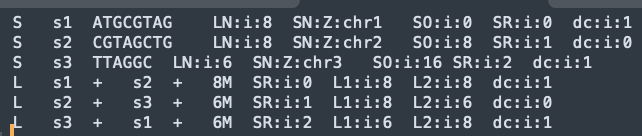 S s1 ATGCGTAG LN:i:8 SN:Z:chr1 SO:i:0 SR:i:0 dc:i:1
S s2 CGTAGCTG LN:i:8 SN:Z:chr2 SO:i:8 SR:i:1 dc:i:0
S s3 TTAGGC LN:i:6 SN:Z:chr3 SO:i:16 SR:i:2 dc:i:1
L s1 + s2 + 8M SR:i:0 L1:i:8 L2:i:8 dc:i:1
L s2 + s3 + 6M SR:i:1 L1:i:8 L2:i:6 dc:i:0
L s3 + s1 + 6M SR:i:2 L1:i:6 L2:i:8 dc:i:1